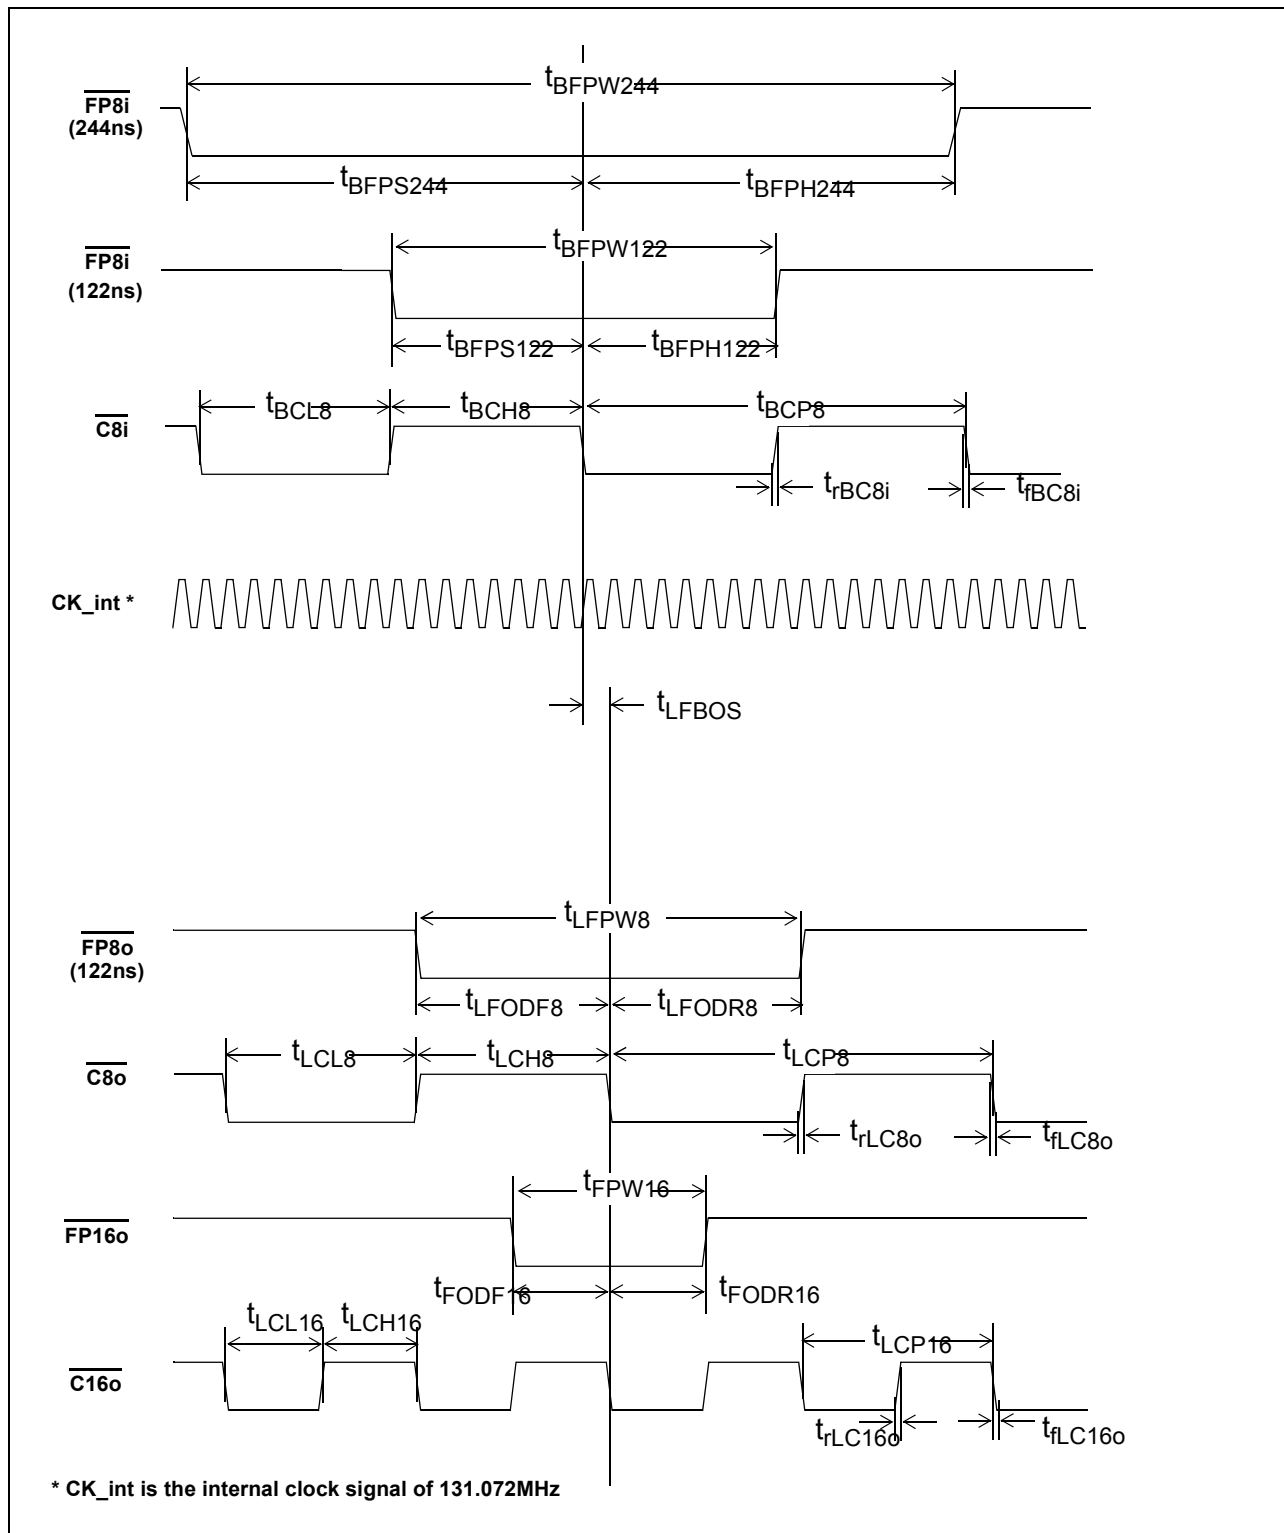 tBFPW244
FP8i
(244ns)
tBFPS244
tBFPH244
tBFPW122
FP8i
(122ns)
tBFPS122
tBFPH122
tBCL8
tBCH8
tBCP8
C8i
trBC8i
tfBC8i
CK_int *
tLFBOS
tLFPW8
FP8o
(122ns)
tLFODF8
tLFODR8
tLCL8
tLCH8
tLCP8
C8o
trLC8o
tfLC8o
tFPW16
FP16o
tFODF16
tFODR16
tLCL16
tLCH16
tLCP16
C16o
trLC16o
tfLC16o
* CK_int is the internal clock signal of 131.072MHz